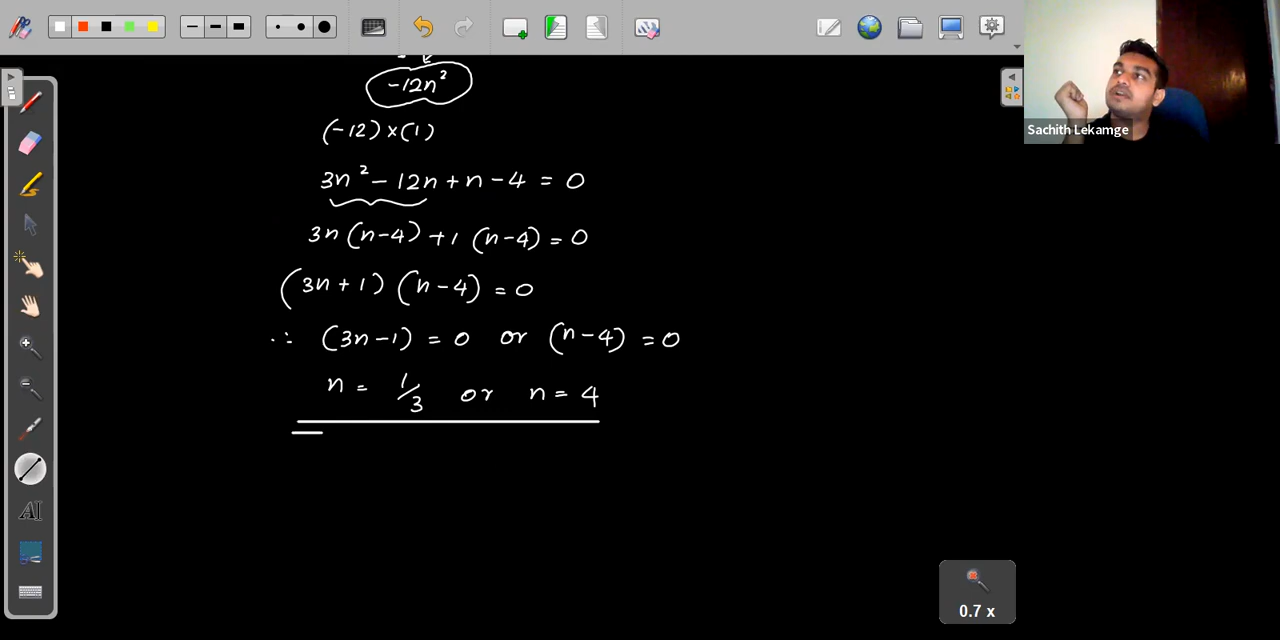 -12n²
(-12)×(1)
3n² - 12n + n - 4 = 0
3n (n-4) + 1 (n-4) = 0
(3n+1) (n-4) = 0
∴ (3n-1) = 0 or (n-4) = 0
n = 1/3 or n = 4
Sachith Lekamge
AI
0.7 x